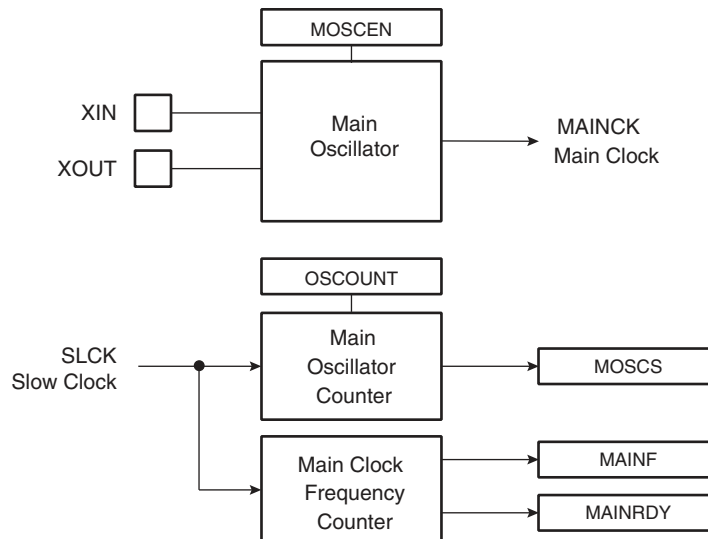 MOSCEN
XIN
XOUT
Main
Oscillator
MAINCK
Main Clock
OSCOUNT
SLCK
Slow Clock
Main
Oscillator
Counter
MOSCS
Main Clock
Frequency
Counter
MAINF
MAINRDY